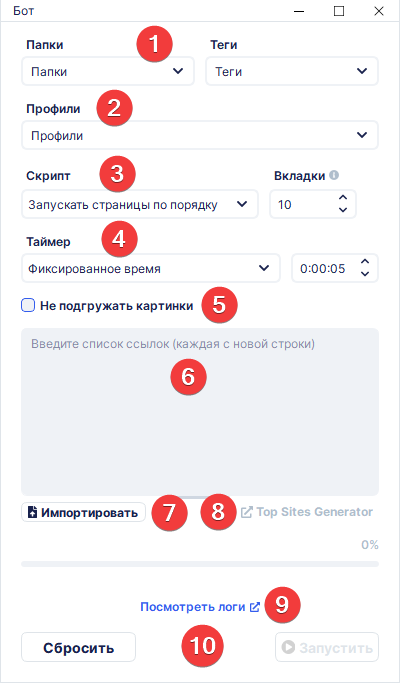 Бот
Папки 1 Теги
Папки Теги
Профили 2
Профили
Скрипт 3 Вкладки
Запускать страницы по порядку 10
Таймер 4
Фиксированное время 0:00:05
Не подгружать картинки 5
Введите список ссылок (каждая с новой строки)
6
Импортировать 7 8 Top Sites Generator
0%
Посмотреть логи 9
Сбросить 10 Запустить